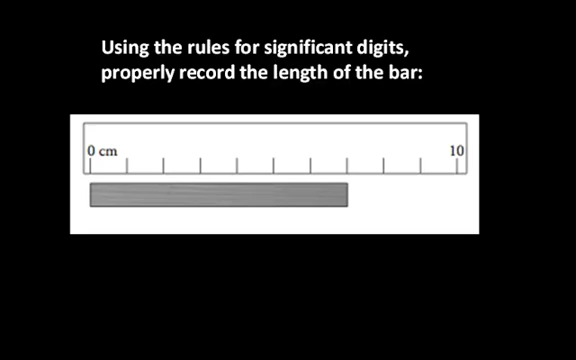 Using the rules for significant digits,
properly record the length of the bar:
0 cm 10